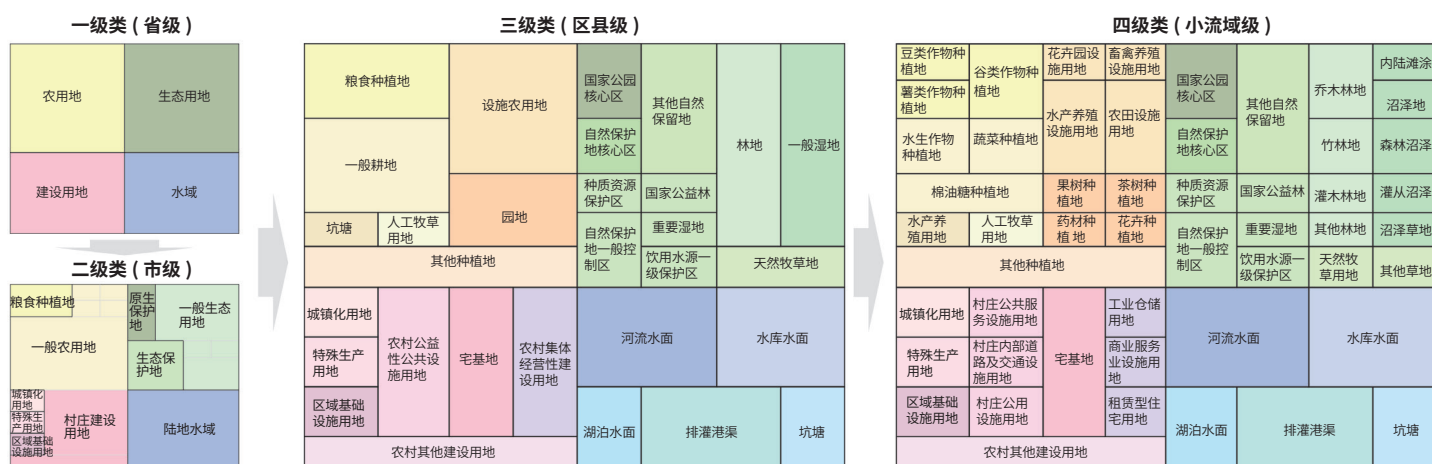 一级类 ( 省级 )
农用地
生态用地
建设用地
水域
二级类 ( 市级 )
粮食种植地
原生
保护
地
一般生态
用地
一般农用地
生态保
护地
城镇化
用地
特殊生
产用地
区域基础
设施用地
村庄建设
用地
陆地水域
三级类 ( 区县级 )
粮食种植地
设施农用地
国家公园
核心区
其他自然
保留地
林地
一般湿地
一般耕地
自然保护
地核心区
园地
种质资源
保护区
国家公益林
坑塘
人工牧草
用地
自然保护
地一般控
制区
重要湿地
其他种植地
饮用水源一
级保护区
天然牧草地
城镇化用地
农村公益
性公共设
施用地
宅基地
农村集体
经营性建
设用地
河流水面
水库水面
特殊生产
用地
区域基础
设施用地
湖泊水面
排灌港渠
坑塘
农村其他建设用地
四级类 ( 小流域级 )
豆类作物种
植地
谷类作物种
植地
花卉园设
施用地
畜禽养殖
设施用地
国家公园
核心区
其他自然
保留地
乔木林地
内陆滩涂
薯类作物种
植地
水产养殖
设施用地
农田设施
用地
沼泽地
水生作物
种植地
蔬菜种植地
自然保护
地核心区
竹林地
森林沼泽
棉油糖种植地
果树种
植地
茶树种
植地
种质资源
保护区
国家公益林
灌木林地
灌从沼泽
水产养
殖用地
人工牧草
用地
药材种
植 地
花卉种
植地
自然保护
地一般控
制区
重要湿地
其他林地
沼泽草地
其他种植地
饮用水源一
级保护区
天然牧
草用地
其他草地
城镇化用地
村庄公共服
务设施用地
宅基地
工业仓储
用地
河流水面
水库水面
特殊生产
用地
村庄内部道
路及交通设
施用地
商业服务
业设施用
地
区域基础
设施用地
村庄公用
设施用地
租赁型住
宅用地
湖泊水面
排灌港渠
坑塘
农村其他建设用地